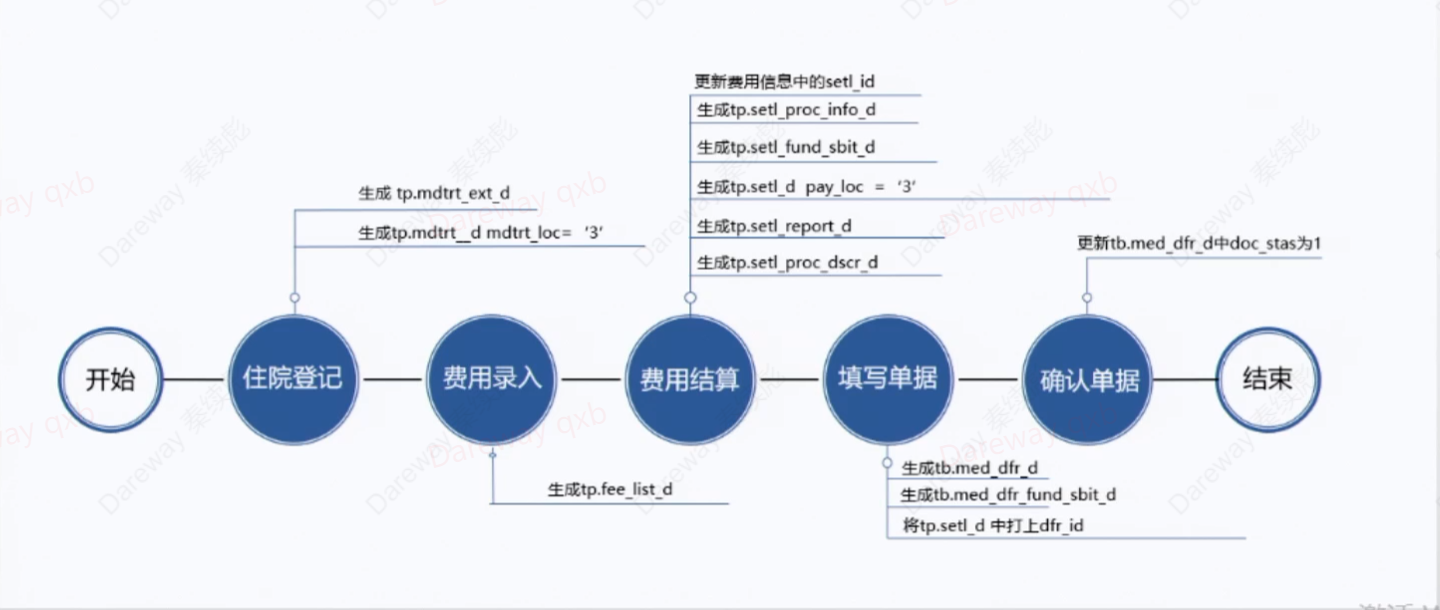 更新费用信息中的setl_id
生成tp.setl_proc_info_d
生成tp.setl_fund_sbit_d
生成tp.setl_d pay_loc = ‘3’
生成tp.setl_report_d
生成tp.setl_proc_dscr_d
生成 tp.mdtrt_ext_d
生成tp.mdtrt__d mdtrt_loc= ‘3’
更新tb.med_dfr_d中doc_stas为1
开始
住院登记
费用录入
费用结算
填写单据
确认单据
结束
生成tp.fee_list_d
生成tb.med_dfr_d
生成tb.med_dfr_fund_sbit_d
将tp.setl_d 中打上dfr_id
Dareway 秦续彪
Dareway qxb